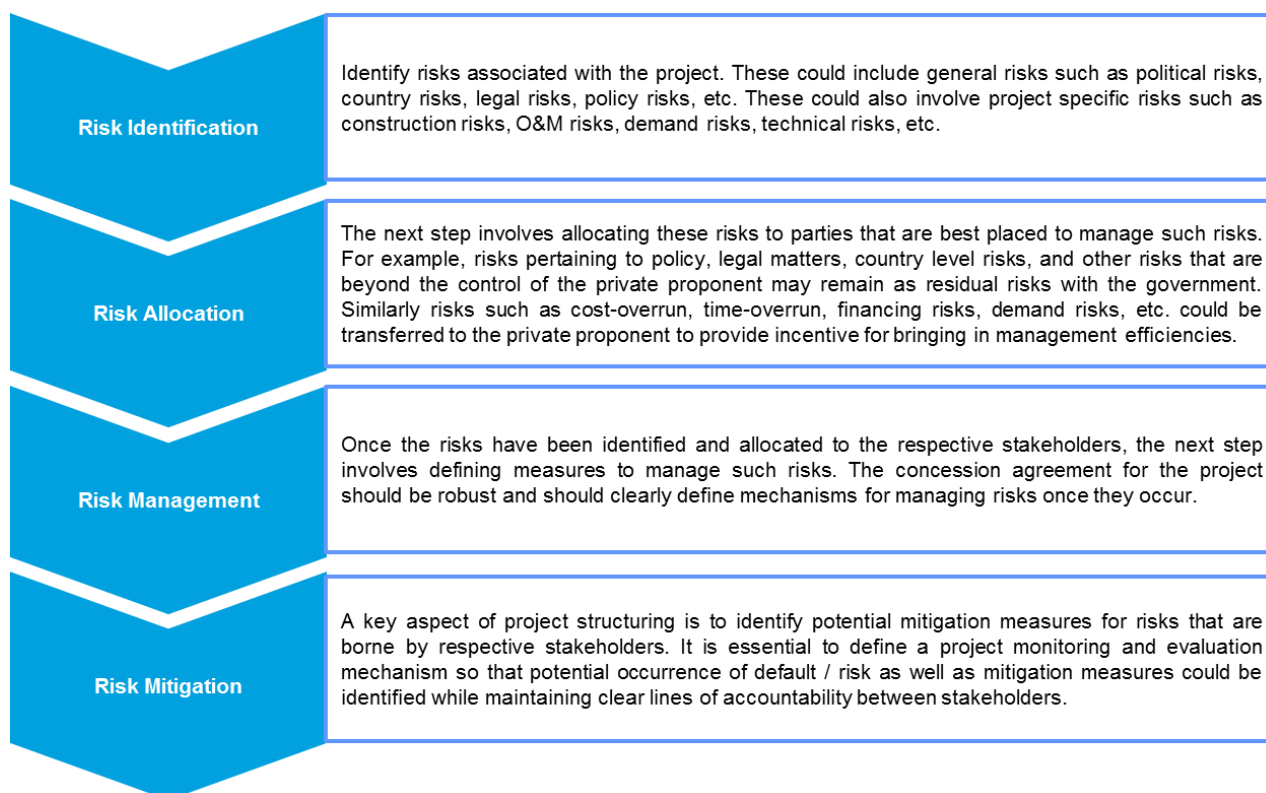 Risk Identification
Identify risks associated with the project. These could include general risks such as political risks,
country risks, legal risks, policy risks, etc. These could also involve project specific risks such as
construction risks, O&M risks, demand risks, technical risks, etc.
Risk Allocation
The next step involves allocating these risks to parties that are best placed to manage such risks.
For example, risks pertaining to policy, legal matters, country level risks, and other risks that are
beyond the control of the private proponent may remain as residual risks with the government.
Similarly risks such as cost-overrun, time-overrun, financing risks, demand risks, etc. could be
transferred to the private proponent to provide incentive for bringing in management efficiencies.
Risk Management
Once the risks have been identified and allocated to the respective stakeholders, the next step
involves defining measures to manage such risks. The concession agreement for the project
should be robust and should clearly define mechanisms for managing risks once they occur.
Risk Mitigation
A key aspect of project structuring is to identify potential mitigation measures for risks that are
borne by respective stakeholders. It is essential to define a project monitoring and evaluation
mechanism so that potential occurrence of default / risk as well as mitigation measures could be
identified while maintaining clear lines of accountability between stakeholders.